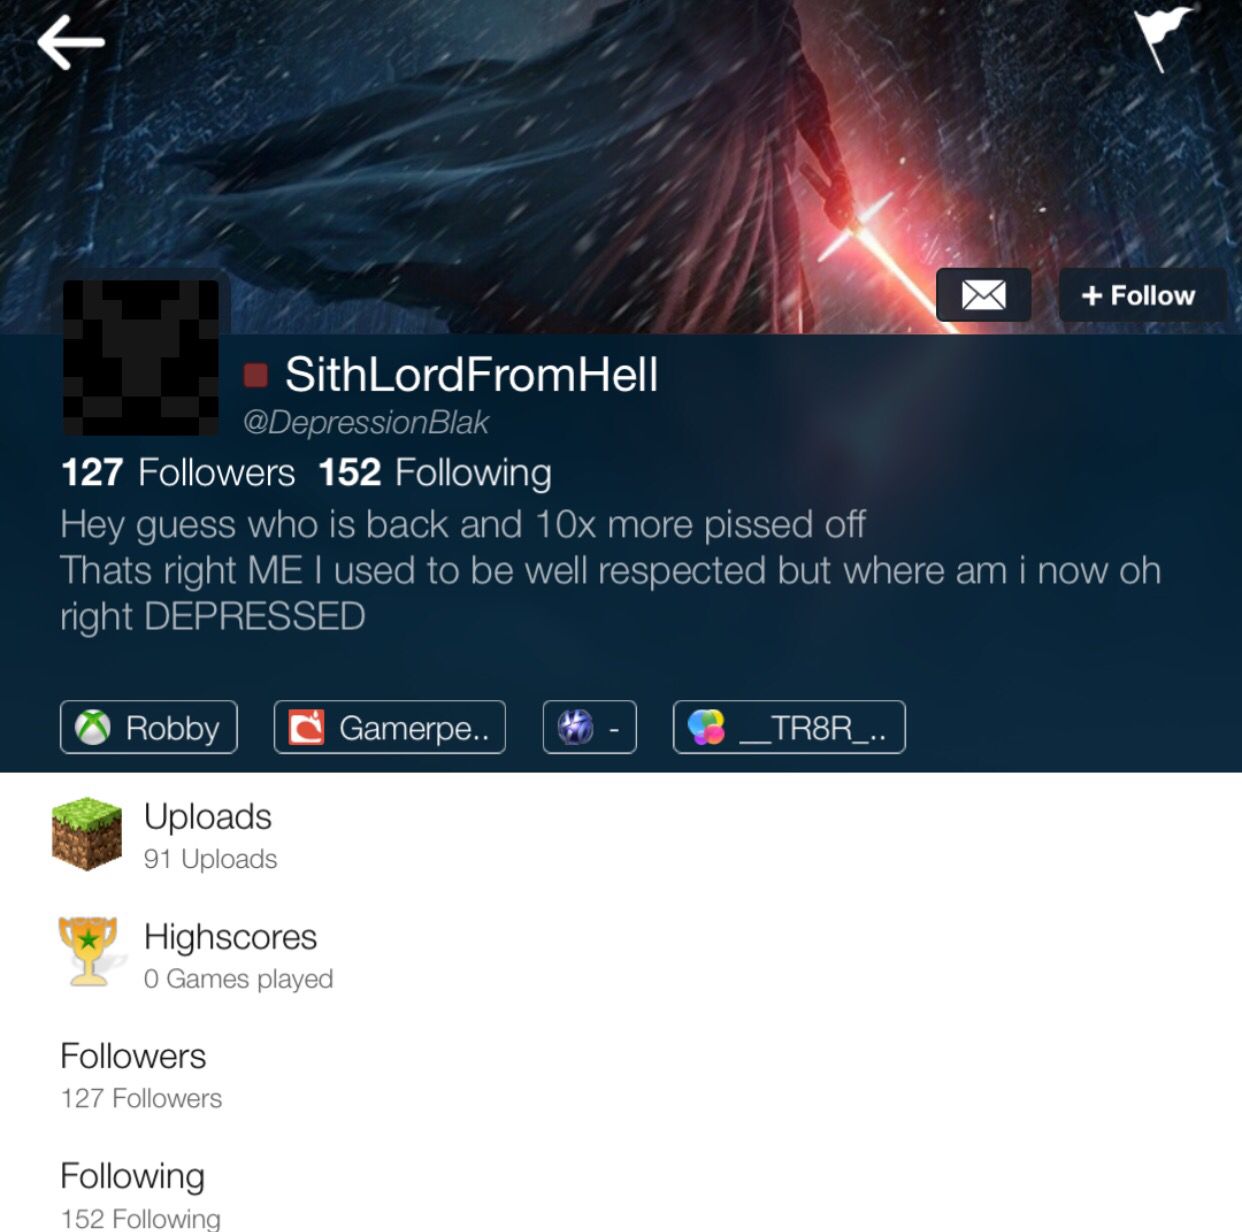 + Follow
SithLordFromHell
@DepressionBlak
127 Followers 152 Following
Hey guess who is back and 10x more pissed off
Thats right ME I used to be well respected but where am i now oh
right DEPRESSED
Robby Gamerpe.. - __TR8R_..
Uploads
91 Uploads
Highscores
0 Games played
Followers
127 Followers
Following
152 Following